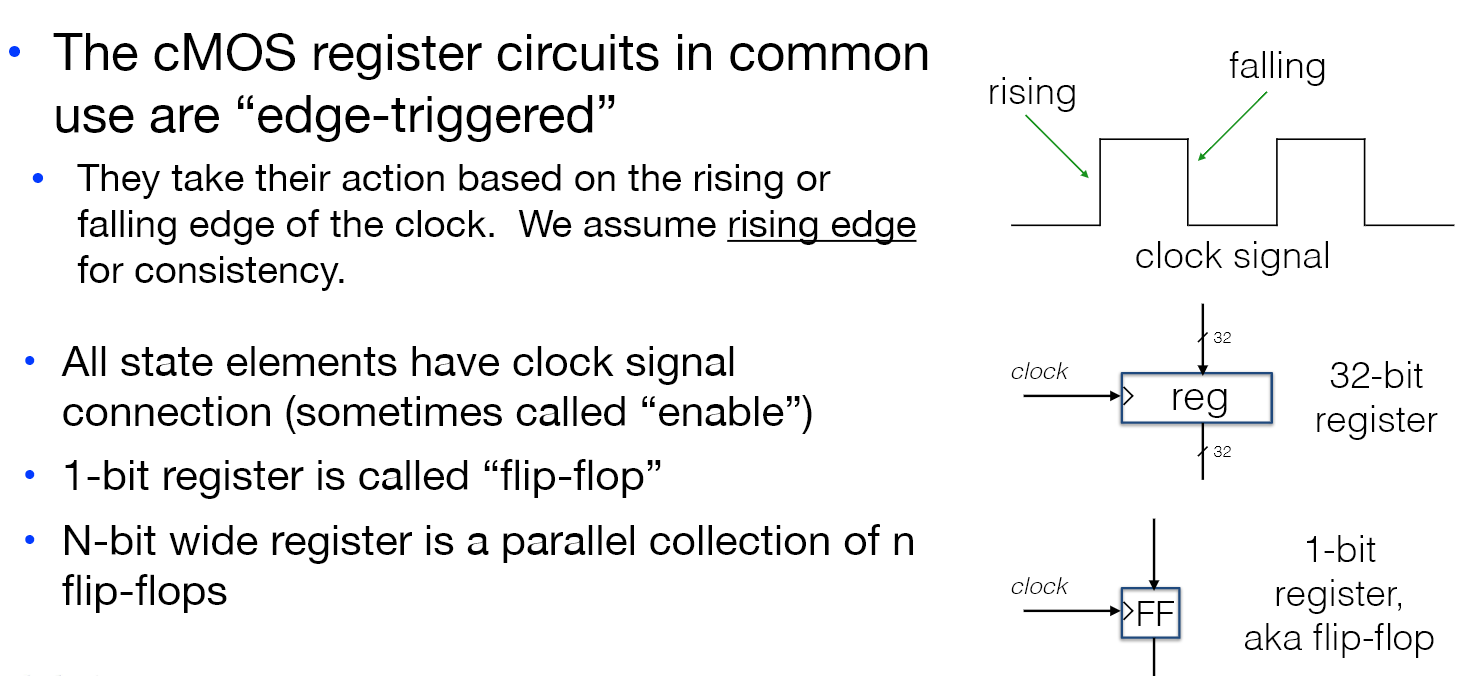 The cMOS register circuits in common
use are “edge-triggered”
They take their action based on the rising or
falling edge of the clock.  We assume rising edge
for consistency.
All state elements have clock signal
connection (sometimes called “enable”)
1-bit register is called “flip-flop”
N-bit wide register is a parallel collection of n
flip-flops
rising
falling
clock signal
32
clock
reg
32
32-bit
register
clock
FF
1-bit
register,
aka flip-flop